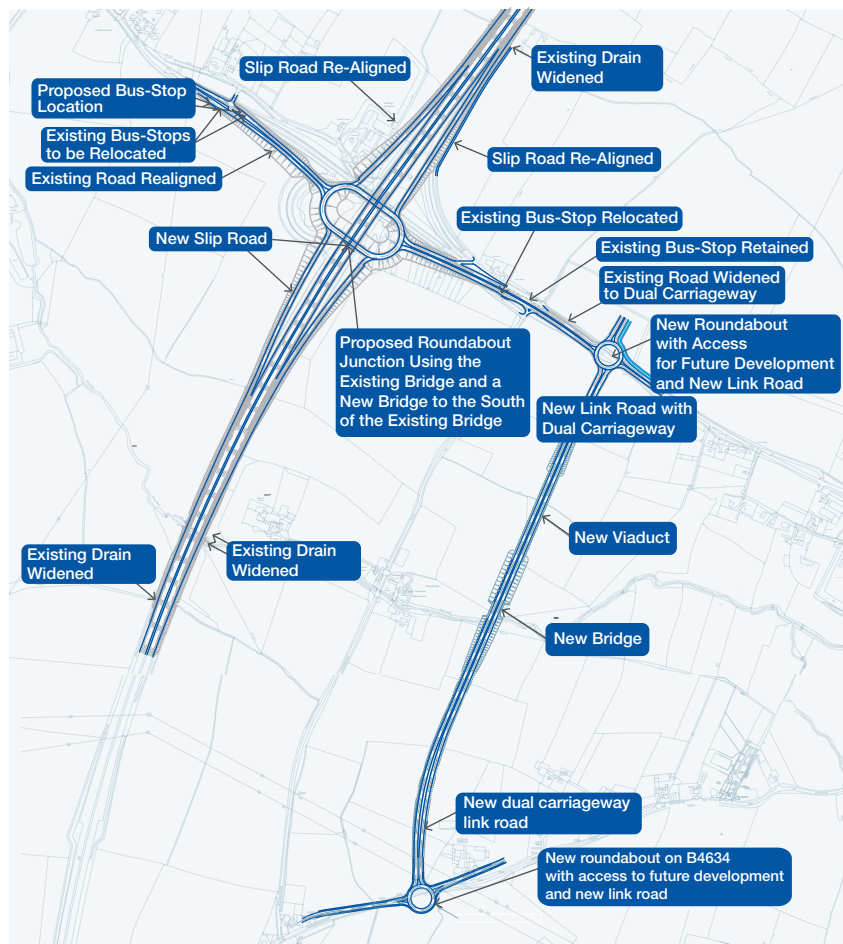 Existing Drain
Widened
Slip Road Re-Aligned
Proposed Bus-Stop
Location
Existing Bus-Stops
to be Relocated
Existing Road Realigned
Slip Road Re-Aligned
Existing Bus-Stop Relocated
New Slip Road
Existing Bus-Stop Retained
Existing Road Widened
to Dual Carriageway
New Roundabout
with Access
for Future Development
and New Link Road
Proposed Roundabout
Junction Using the
Existing Bridge and a
New Bridge to the South
of the Existing Bridge
New Link Road with
Dual Carriageway
New Viaduct
Existing Drain
Widened
Existing Drain
Widened
New Bridge
New dual carriageway
link road
New roundabout on B4634
with access to future development
and new link road